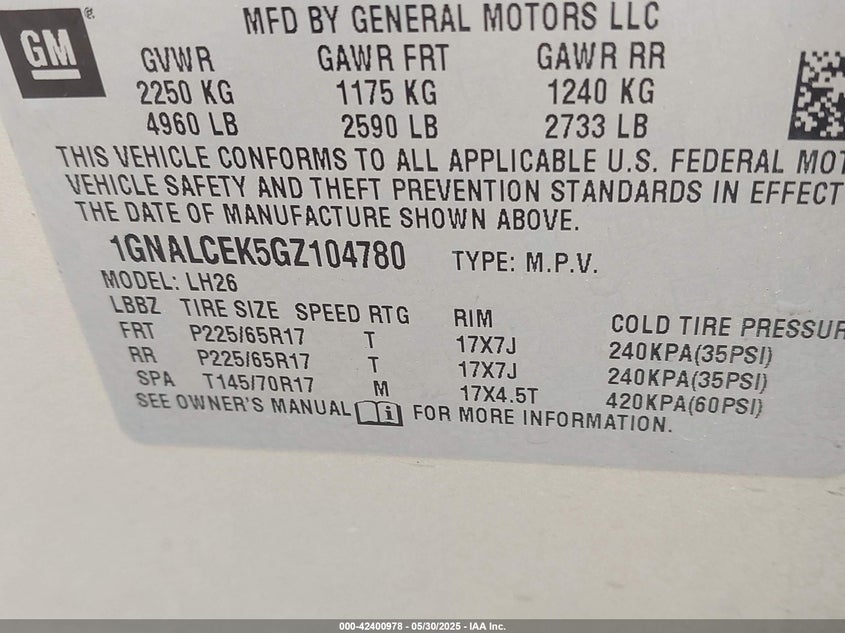 GM ®
MFD BY GENERAL MOTORS LLC
GVWR GAWR FRT GAWR RR
2250 KG 1175 KG 1240 KG
4960 LB 2590 LB 2733 LB
THIS VEHICLE CONFORMS TO ALL APPLICABLE U.S. FEDERAL MOT
VEHICLE SAFETY AND THEFT PREVENTION STANDARDS IN EFFECT
THE DATE OF MANUFACTURE SHOWN ABOVE.
1GNALCEK5GZ104780 TYPE: M.P.V.
MODEL: LH26
LBBZ TIRE SIZE SPEED RTG RIM COLD TIRE PRESSUR
FRT P225/65R17 T 17X7J 240KPA(35PSI)
RR P225/65R17 T 17X7J 240KPA(35PSI)
SPA T145/70R17 M 17X4.5T 420KPA(60PSI)
SEE OWNER'S MANUAL i FOR MORE INFORMATION.
000-42400978 - 05/30/2025 - IAA Inc.